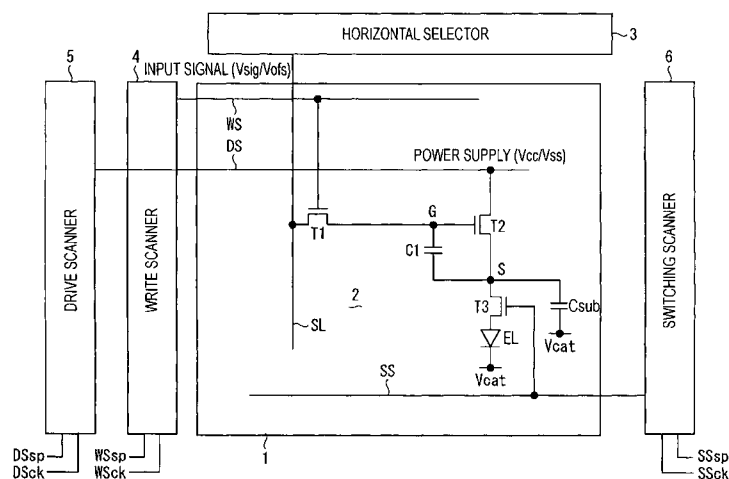 HORIZONTAL SELECTOR
3
5
4
INPUT SIGNAL (Vsig/Vofs)
6
WS
DS
POWER SUPPLY (Vcc/Vss)
DRIVE SCANNER
WRITE SCANNER
SWITCHING SCANNER
G
T2
T1
C1
S
2
T3
Csub
SL
EL
Vcat
Vcat
SS
DSsp
DSck
WSsp
WSck
1
SSsp
SSck